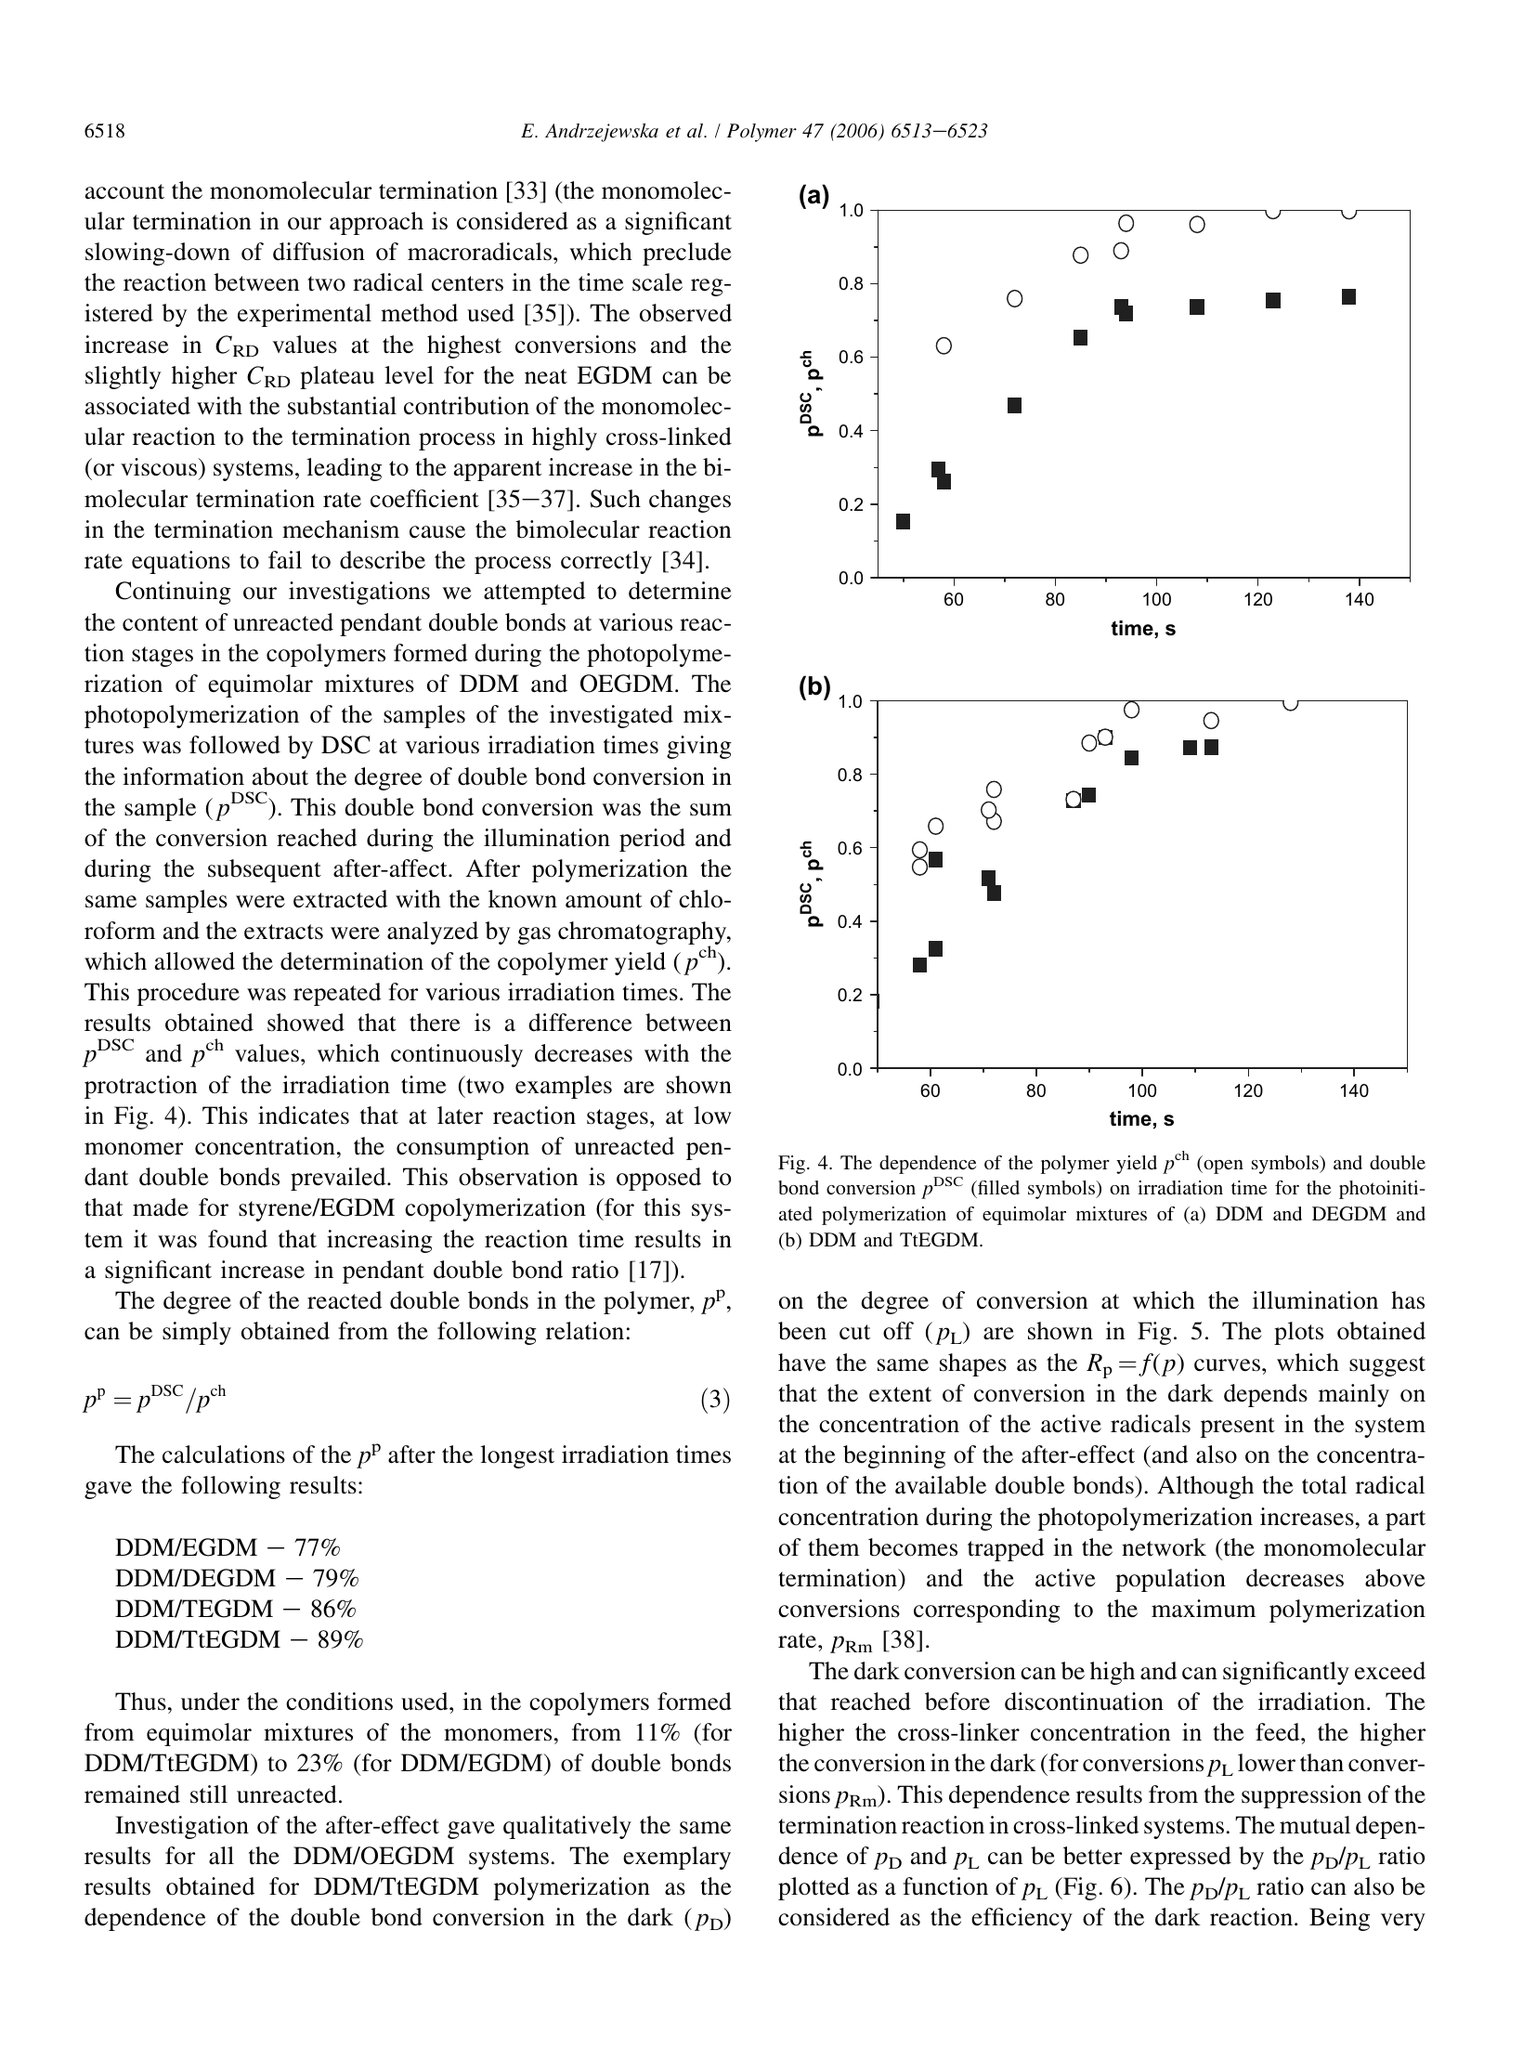 6518
E. Andrzejewska et al. / Polymer 47 (2006) 6513–6523
account the monomolecular termination [33] (the monomolec-
ular termination in our approach is considered as a significant
slowing-down of diffusion of macroradicals, which preclude
the reaction between two radical centers in the time scale reg-
istered by the experimental method used [35]). The observed
increase in C_RD values at the highest conversions and the
slightly higher C_RD plateau level for the neat EGDM can be
associated with the substantial contribution of the monomolec-
ular reaction to the termination process in highly cross-linked
(or viscous) systems, leading to the apparent increase in the bi-
molecular termination rate coefficient [35–37]. Such changes
in the termination mechanism cause the bimolecular reaction
rate equations to fail to describe the process correctly [34].
Continuing our investigations we attempted to determine
the content of unreacted pendant double bonds at various reac-
tion stages in the copolymers formed during the photopolyme-
rization of equimolar mixtures of DDM and OEGDM. The
photopolymerization of the samples of the investigated mix-
tures was followed by DSC at various irradiation times giving
the information about the degree of double bond conversion in
the sample (p^DSC). This double bond conversion was the sum
of the conversion reached during the illumination period and
during the subsequent after-affect. After polymerization the
same samples were extracted with the known amount of chlo-
roform and the extracts were analyzed by gas chromatography,
which allowed the determination of the copolymer yield (p^ch).
This procedure was repeated for various irradiation times. The
results obtained showed that there is a difference between
p^DSC and p^ch values, which continuously decreases with the
protraction of the irradiation time (two examples are shown
in Fig. 4). This indicates that at later reaction stages, at low
monomer concentration, the consumption of unreacted pen-
dant double bonds prevailed. This observation is opposed to
that made for styrene/EGDM copolymerization (for this sys-
tem it was found that increasing the reaction time results in
a significant increase in pendant double bond ratio [17]).
The degree of the reacted double bonds in the polymer, p^p,
can be simply obtained from the following relation:
p^p = p^DSC/p^ch (3)
The calculations of the p^p after the longest irradiation times
gave the following results:
DDM/EGDM – 77%
DDM/DEGDM – 79%
DDM/TEGDM – 86%
DDM/TtEGDM – 89%
Thus, under the conditions used, in the copolymers formed
from equimolar mixtures of the monomers, from 11% (for
DDM/TtEGDM) to 23% (for DDM/EGDM) of double bonds
remained still unreacted.
Investigation of the after-effect gave qualitatively the same
results for all the DDM/OEGDM systems. The exemplary
results obtained for DDM/TtEGDM polymerization as the
dependence of the double bond conversion in the dark (p_D)
(a)
1.0
0.8
0.6
0.4
0.2
0.0
p^DSC, p^ch
60 80 100 120 140
time, s
(b)
1.0
0.8
0.6
0.4
0.2
0.0
p^DSC, p^ch
60 80 100 120 140
time, s
Fig. 4. The dependence of the polymer yield p^ch (open symbols) and double
bond conversion p^DSC (filled symbols) on irradiation time for the photoiniti-
ated polymerization of equimolar mixtures of (a) DDM and DEGDM and
(b) DDM and TtEGDM.
on the degree of conversion at which the illumination has
been cut off (p_L) are shown in Fig. 5. The plots obtained
have the same shapes as the R_p = f(p) curves, which suggest
that the extent of conversion in the dark depends mainly on
the concentration of the active radicals present in the system
at the beginning of the after-effect (and also on the concentra-
tion of the available double bonds). Although the total radical
concentration during the photopolymerization increases, a part
of them becomes trapped in the network (the monomolecular
termination) and the active population decreases above
conversions corresponding to the maximum polymerization
rate, p_Rm [38].
The dark conversion can be high and can significantly exceed
that reached before discontinuation of the irradiation. The
higher the cross-linker concentration in the feed, the higher
the conversion in the dark (for conversions p_L lower than conver-
sions p_Rm). This dependence results from the suppression of the
termination reaction in cross-linked systems. The mutual depen-
dence of p_D and p_L can be better expressed by the p_D/p_L ratio
plotted as a function of p_L (Fig. 6). The p_D/p_L ratio can also be
considered as the efficiency of the dark reaction. Being very